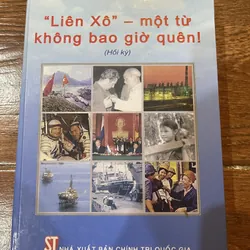 "Liên Xô" – một từ
không bao giờ quên!
(Hồi ký)
ST
NHÀ XUẤT BẢN CHÍNH TRỊ QUỐC GIA